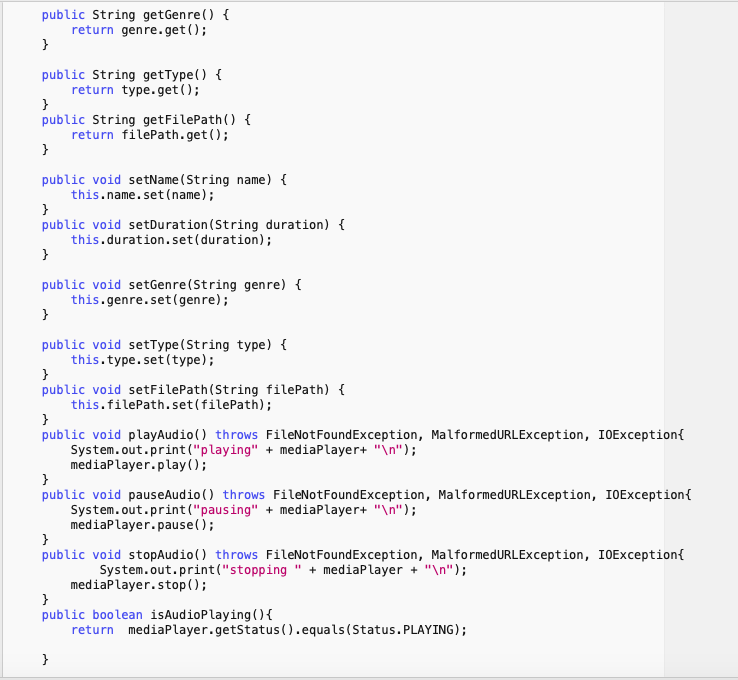 public String getGenre() {
return genre.get();
}
public String getType() {
return type.get();
}
public String getFilePath() {
return filePath.get();
}
public void setName(String name) {
this.name.set(name);
}
public void setDuration(String duration) {
this.duration.set(duration);
}
public void setGenre(String genre) {
this.genre.set(genre);
}
public void setType(String type) {
this.type.set(type);
}
public void setFilePath(String filePath) {
this.filePath.set(filePath);
}
public void playAudio() throws FileNotFoundException, MalformedURLException, IOException{
System.out.print("playing" + mediaPlayer+ "\n");
mediaPlayer.play();
}
public void pauseAudio() throws FileNotFoundException, MalformedURLException, IOException{
System.out.print("pausing" + mediaPlayer+ "\n");
mediaPlayer.pause();
}
public void stopAudio() throws FileNotFoundException, MalformedURLException, IOException{
System.out.print("stopping " + mediaPlayer + "\n");
mediaPlayer.stop();
}
public boolean isAudioPlaying(){
return  mediaPlayer.getStatus().equals(Status.PLAYING);
}